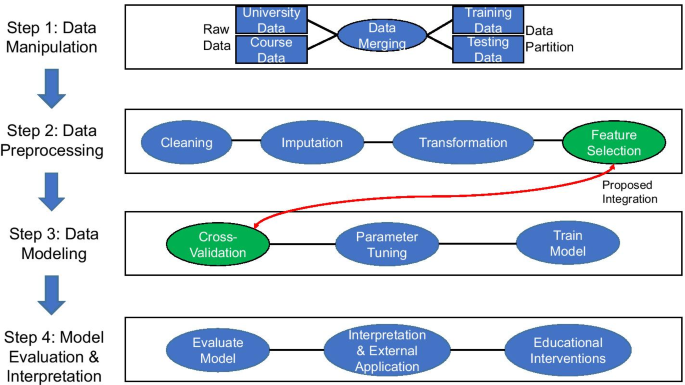 Step 1: Data
Manipulation
Raw
Data
University
Data
Course
Data
Data
Merging
Training
Data
Testing
Data
Data
Partition
Step 2: Data
Preprocessing
Cleaning
Imputation
Transformation
Feature
Selection
Proposed
Integration
Step 3: Data
Modeling
Cross-
Validation
Parameter
Tuning
Train
Model
Step 4: Model
Evaluation &
Interpretation
Evaluate
Model
Interpretation
& External
Application
Educational
Interventions